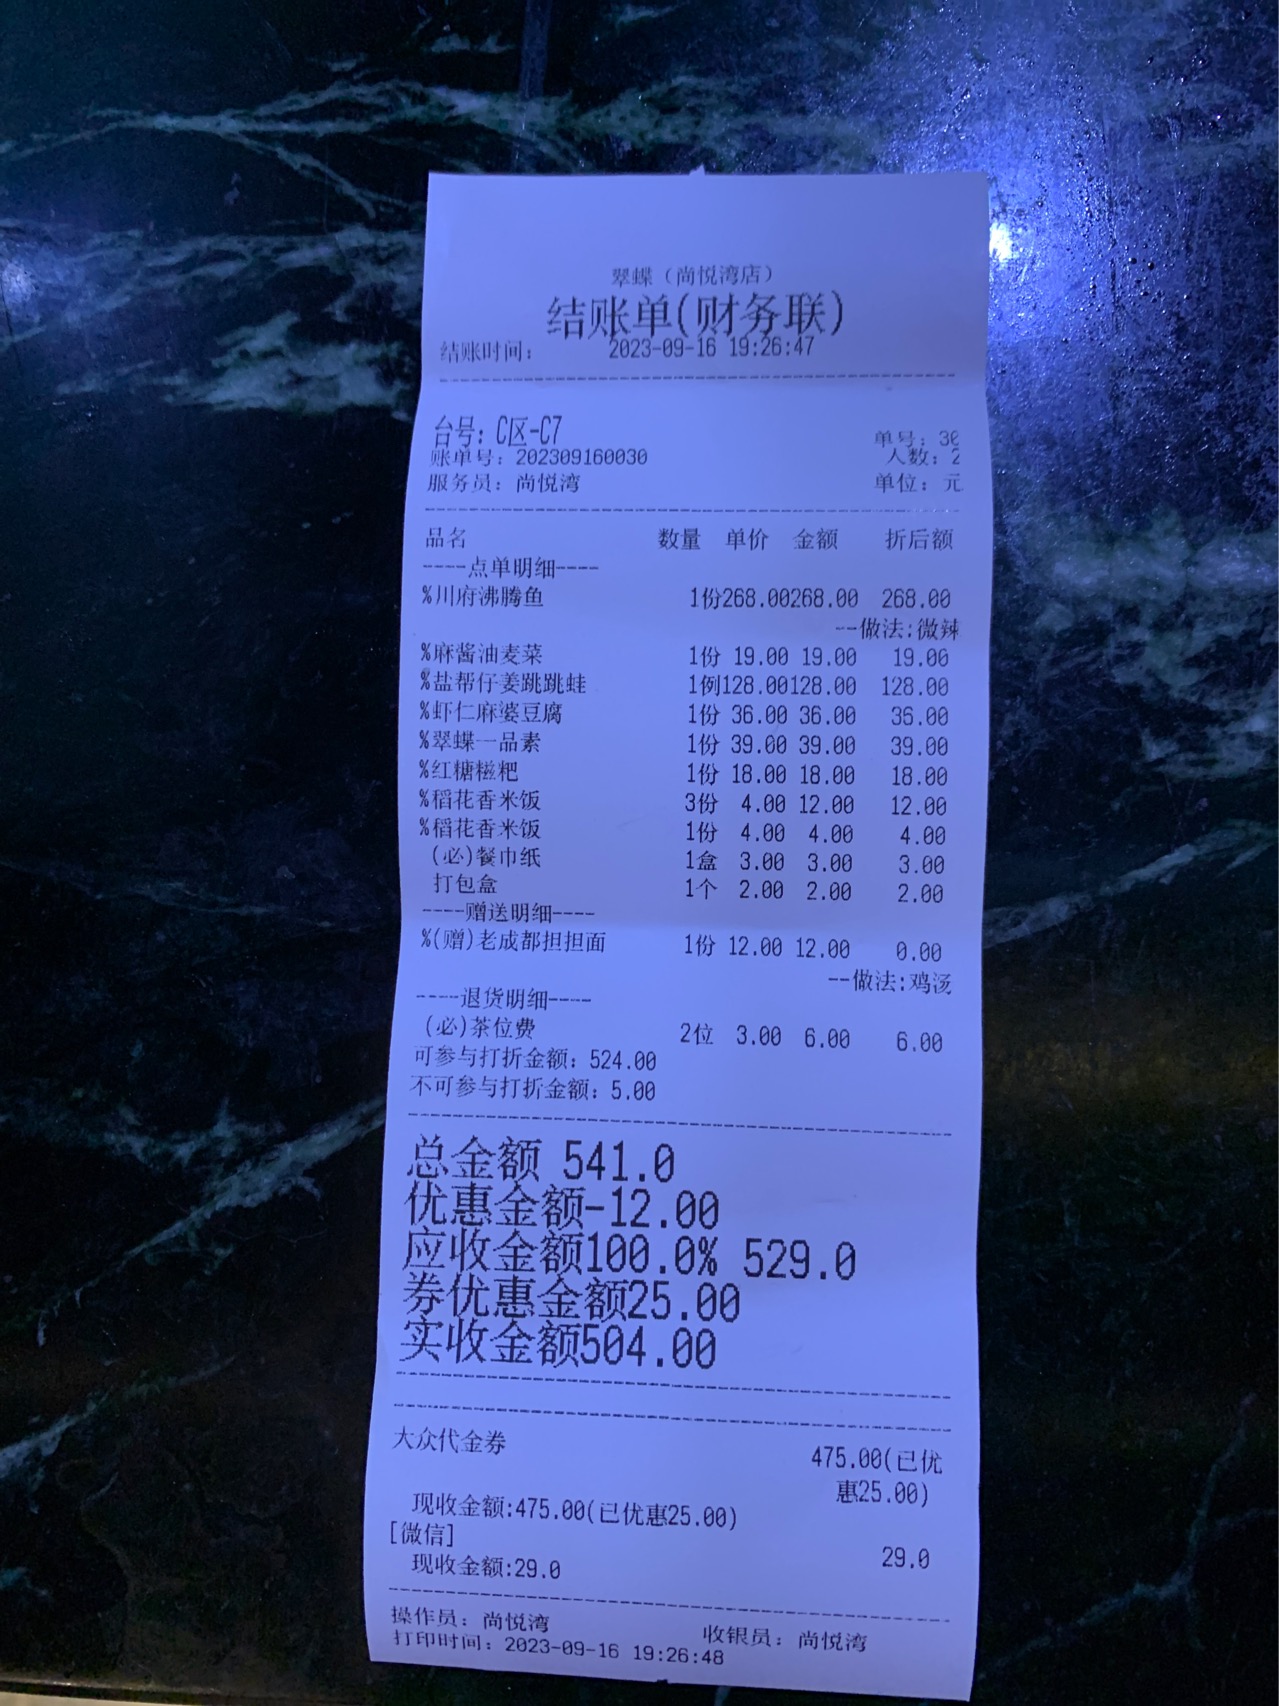 翠蝶（尚悦湾店）
结账单(财务联)
结账时间： 2023-09-16 19:26:47
台号: C区-C7
单号: 30
账单号: 202309160030
人数: 2
服务员: 尚悦湾
单位: 元
品名 数量 单价 金额 折后额
----点单明细----
%川府沸腾鱼 1份268.00268.00 268.00
--做法:微辣
%麻酱油麦菜 1份 19.00 19.00 19.00
%盐帮仔姜跳跳蛙 1例128.00128.00 128.00
%虾仁麻婆豆腐 1份 36.00 36.00 36.00
%翠蝶一品素 1份 39.00 39.00 39.00
%红糖糍粑 1份 18.00 18.00 18.00
%稻花香米饭 3份 4.00 12.00 12.00
%稻花香米饭 1份 4.00 4.00 4.00
(必)餐巾纸 1盒 3.00 3.00 3.00
打包盒 1个 2.00 2.00 2.00
----赠送明细----
%(赠)老成都担担面 1份 12.00 12.00 0.00
--做法:鸡汤
----退货明细----
(必)茶位费 2位 3.00 6.00 6.00
可参与打折金额: 524.00
不可参与打折金额: 5.00
总金额 541.0
优惠金额-12.00
应收金额100.0% 529.0
券优惠金额25.00
实收金额504.00
大众代金券 475.00(已优
惠25.00)
现收金额:475.00(已优惠25.00)
[微信] 29.0
现收金额:29.0
操作员: 尚悦湾 收银员: 尚悦湾
打印时间: 2023-09-16 19:26:48